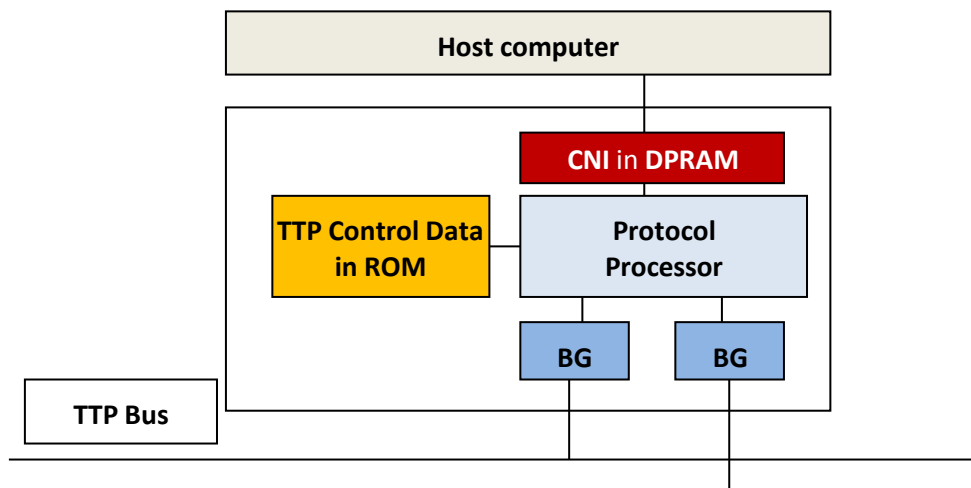 Host computer
CNI in DPRAM
TTP Control Data
in ROM
Protocol
Processor
BG
BG
TTP Bus